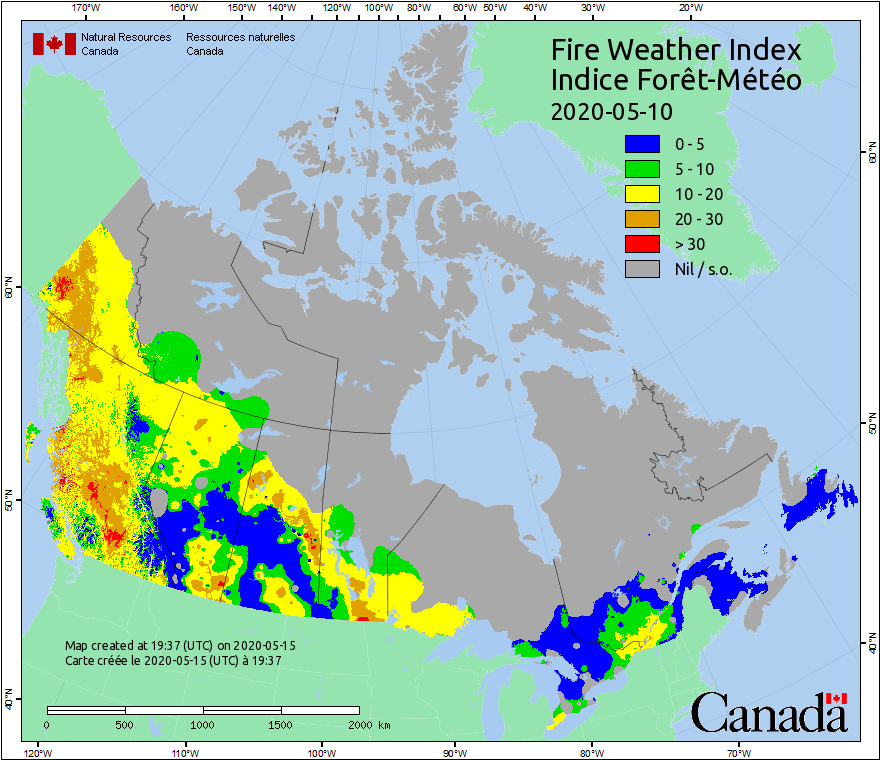 170°W 160°W 150°W 140°W 130°W 120°W 110°W 100°W 90°W 80°W 60°W 50°W 40°W 30°W 20°W
Natural Resources Ressources naturelles
Canada Canada
Fire Weather Index
Indice Forêt-Météo
2020-05-10
0 - 5
5 - 10
10 - 20
20 - 30
> 30
Nil / s.o.
60°N
60°N
50°N
50°N
40°N
40°N
Map created at 19:37 (UTC) on 2020-05-15
Carte créée le 2020-05-15 (UTC) à 19:37
0 500 1000 1500 2000 km
Canada
120°W 110°W 100°W 90°W 80°W 70°W